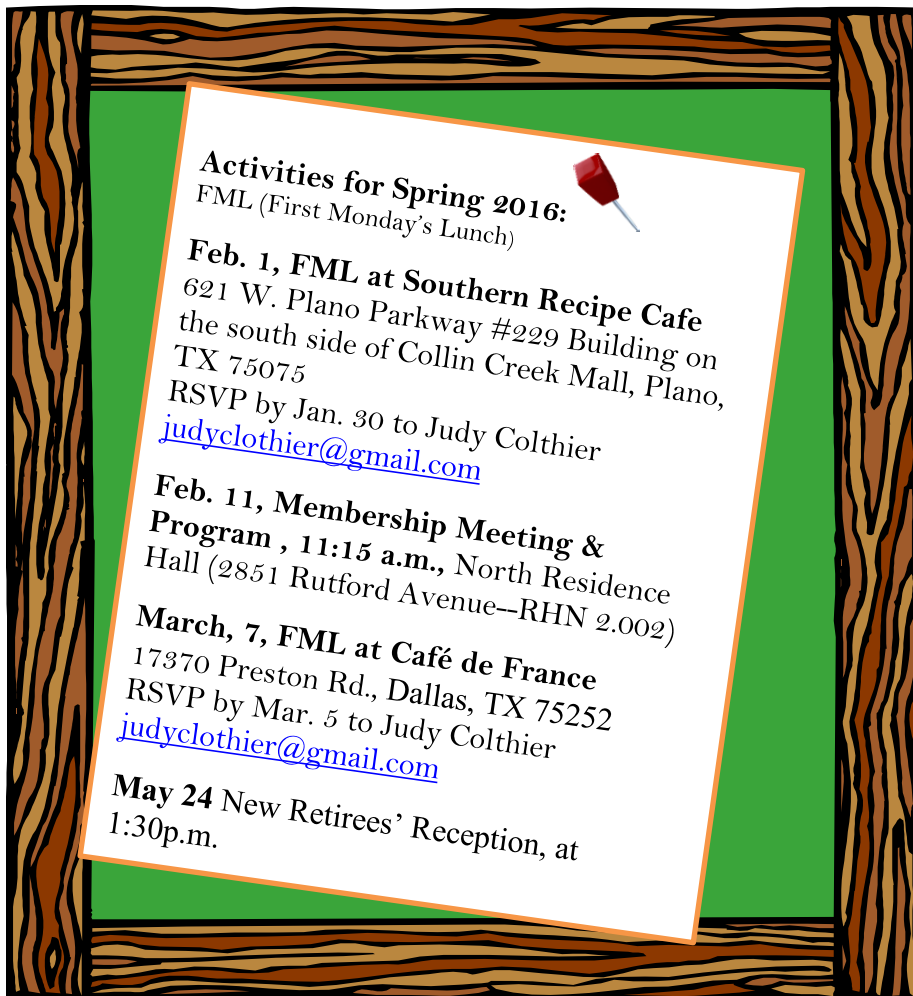 Activities for Spring 2016:
FML (First Monday’s Lunch)
Feb. 1, FML at Southern Recipe Cafe
621 W. Plano Parkway #229 Building on
the south side of Collin Creek Mall, Plano,
TX 75075
RSVP by Jan. 30 to Judy Colthier
judyclothier@gmail.com
Feb. 11, Membership Meeting &
Program , 11:15 a.m., North Residence
Hall (2851 Rutford Avenue--RHN 2.002)
March, 7, FML at Café de France
17370 Preston Rd., Dallas, TX 75252
RSVP by Mar. 5 to Judy Colthier
judyclothier@gmail.com
May 24 New Retirees’ Reception, at
1:30p.m.